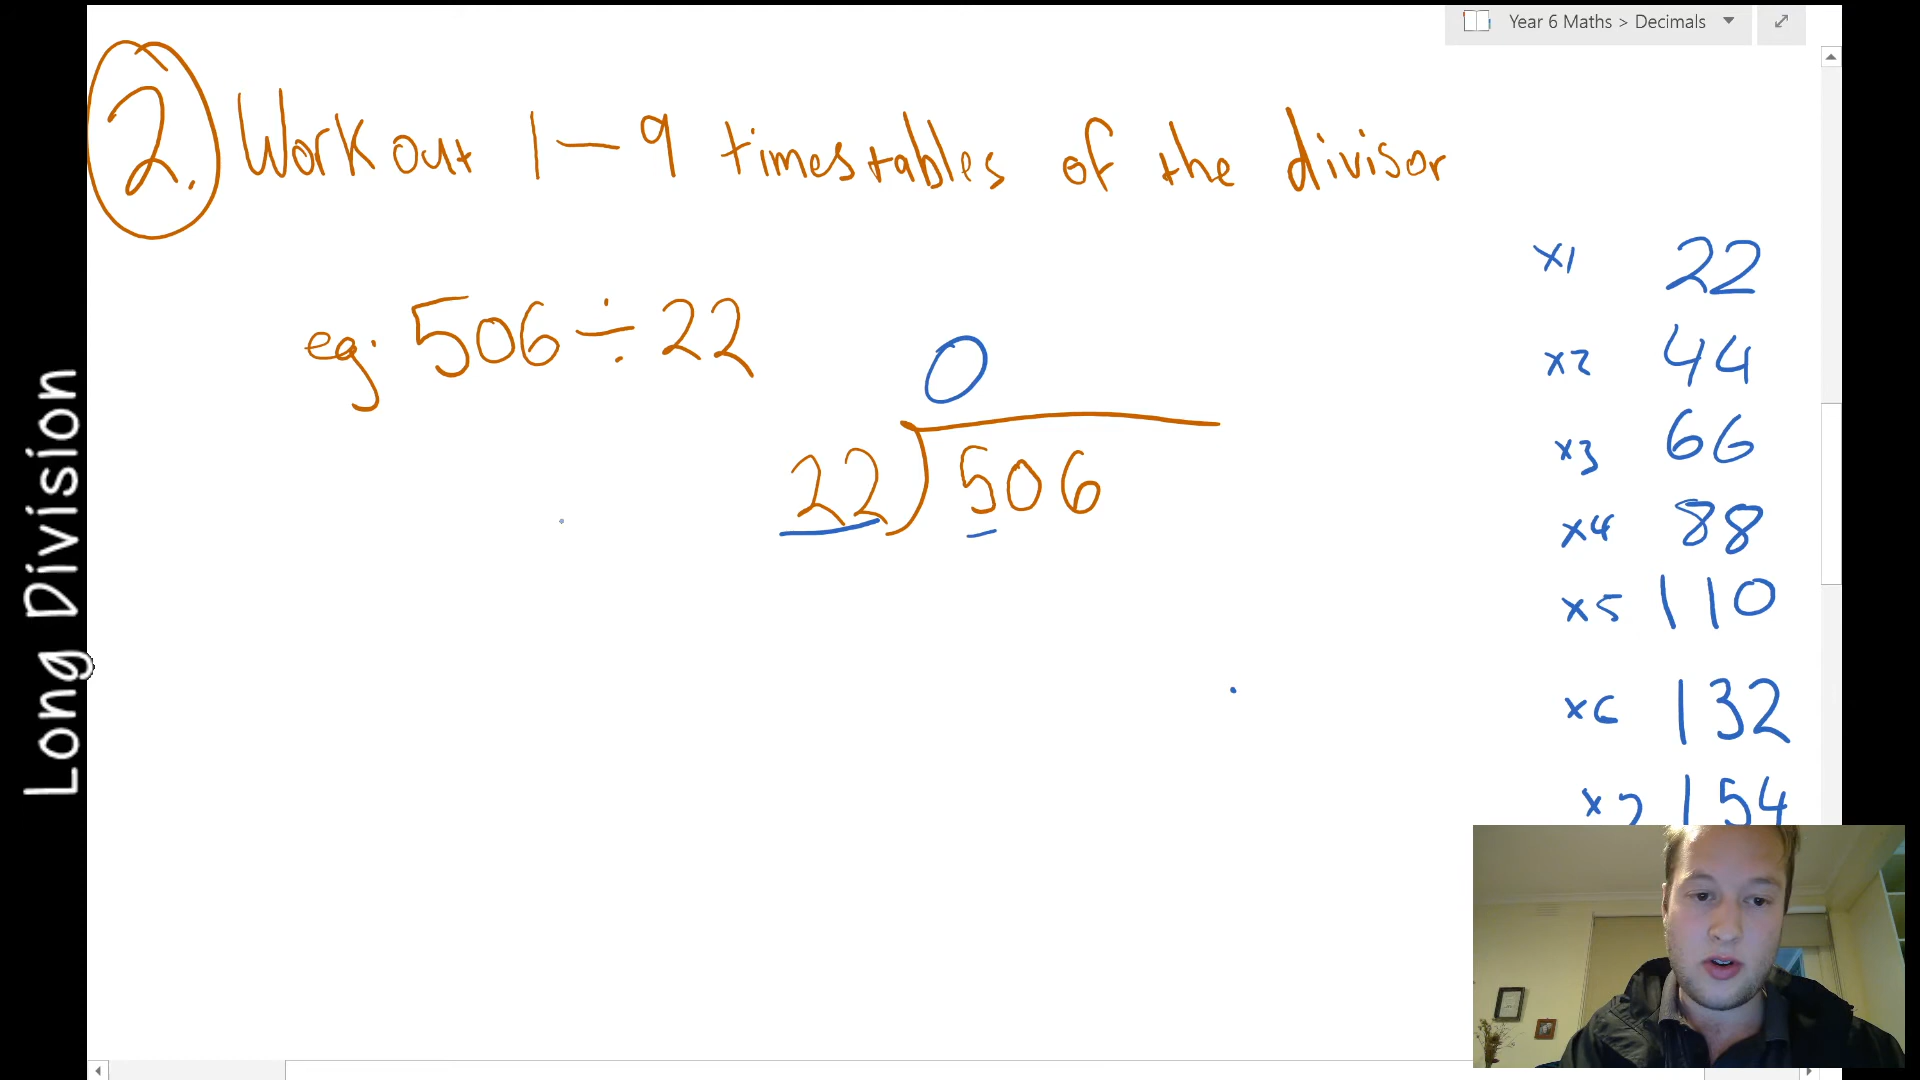 Year 6 Maths > Decimals
2. Work out 1 — 9 timestables of the divisor
eg. 506 ÷ 22
0
22) 506
x1 22
x2 44
x3 66
x4 88
x5 110
x6 132
x7 154
Long Division